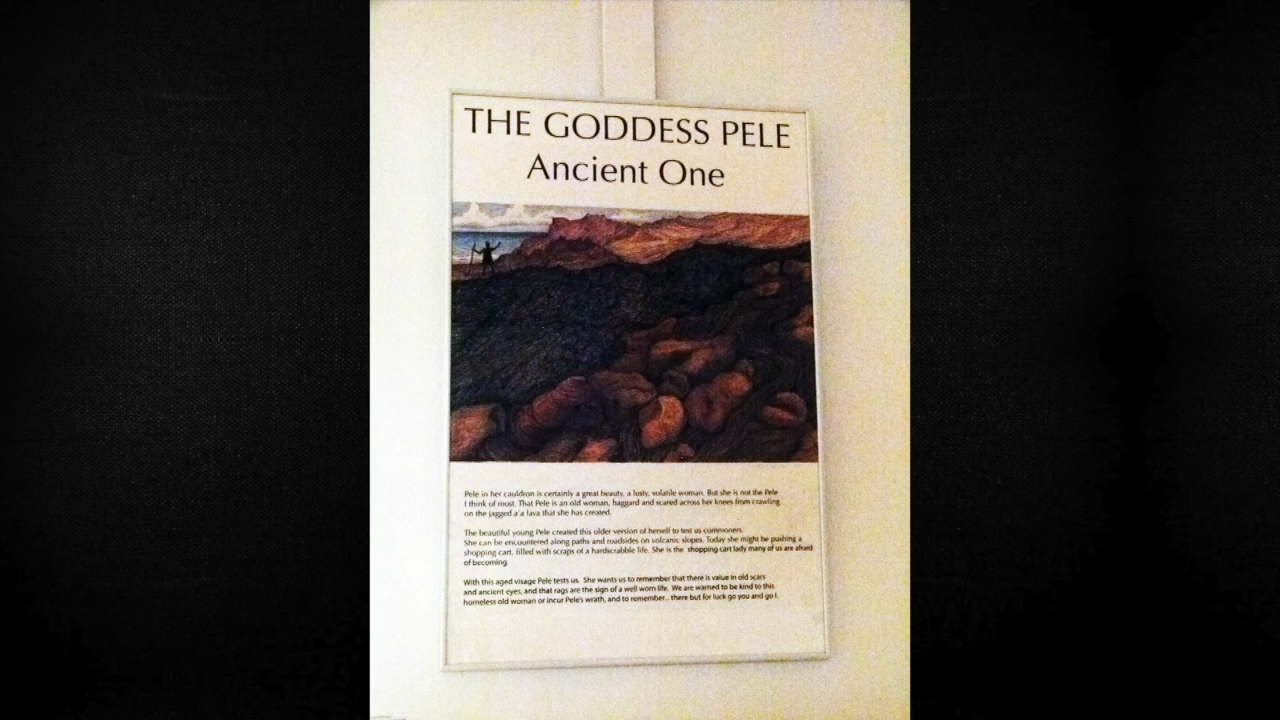 THE GODDESS PELE
Ancient One
Pele in her cauldron is certainly a great beauty, a lusty, volatile woman. But she is not the Pele
I think of most. That Pele is an old woman, haggard and scared across her knees from crawling
on the jagged a'a lava that she has created.
The beautiful young Pele created this older version of herself to test us commoners.
She can be encountered along paths and roadsides on volcanic slopes. Today she might be pushing a
shopping cart, filled with scraps of a hardscrabble life. She is the shopping cart lady many of us are afraid
of becoming.
With this aged visage Pele tests us. She wants us to remember that there is value in old scars
and ancient eyes, and that rags are the sign of a well worn life. We are warned to be kind to this
homeless old woman or incur Pele's wrath, and to remember... there but for luck go you and go I.